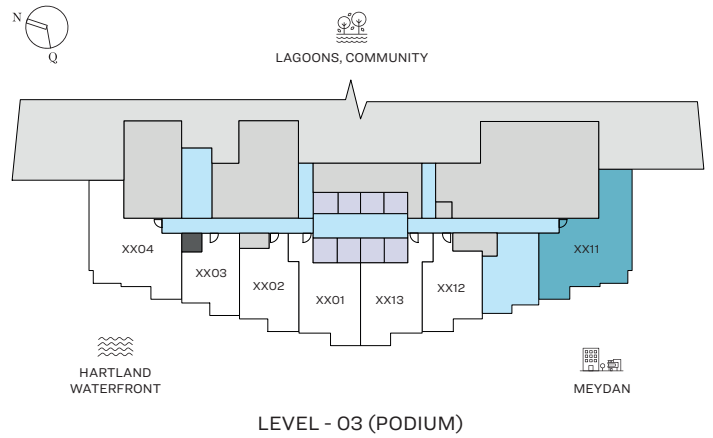 N
Q
LAGOONS, COMMUNITY
XX04
XX03
XX02
XX01
XX13
XX12
XX11
HARTLAND
WATERFRONT
MEYDAN
LEVEL - 03 (PODIUM)